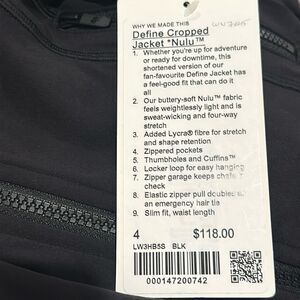 WHY WE MADE THIS
Define Cropped
Jacket *Nulu™
1. Whether you're up for adventure
or ready for downtime, this
shortened version of our
fan-favourite Define Jacket has
a feel-good fit that can do it
all
2. Our buttery-soft Nulu™ fabric
feels weightlessly light and is
sweat-wicking and four-way
stretch
3. Added Lycra® fibre for stretch
and shape retention
4. Zippered pockets
5. Thumbholes and Cuffins™
6. Locker loop for easy hanging
7. Zipper garage keeps chafe in
check
8. Elastic zipper pull doubles as
an emergency hair tie
9. Slim fit, waist length
4 $118.00
LW3HB5S BLK
000147200742